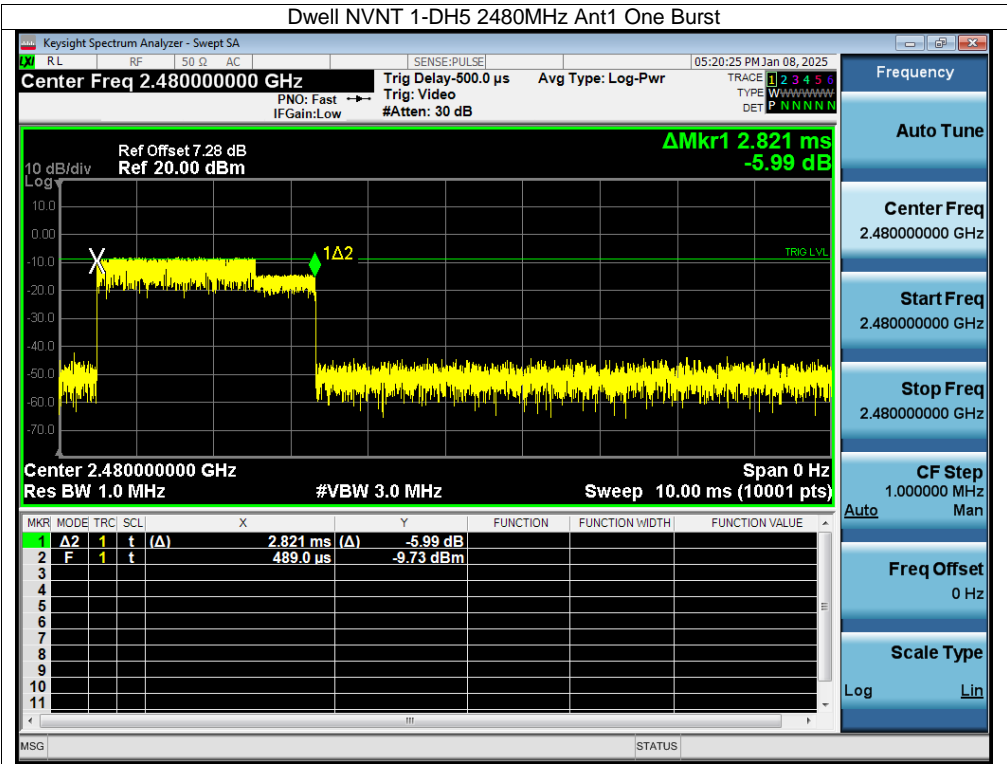 Dwell NVNT 1-DH5 2480MHz Ant1 One Burst
Keysight Spectrum Analyzer - Swept SA
LXI RL RF 50 Ω AC SENSE:PULSE 05:20:25 PM Jan 08, 2025
Center Freq 2.480000000 GHz
PNO: Fast
IFGain:Low
Trig Delay-500.0 µs
Trig: Video
#Atten: 30 dB
Avg Type: Log-Pwr
TRACE 1 2 3 4 5 6
TYPE WWWWWW
DET P N N N N N
ΔMkr1 2.821 ms
-5.99 dB
Ref Offset 7.28 dB
10 dB/div Ref 20.00 dBm
Log
10.0
0.00
-10.0
-20.0
-30.0
-40.0
-50.0
-60.0
-70.0
1Δ2
TRIG LVL
Center 2.480000000 GHz Span 0 Hz
Res BW 1.0 MHz #VBW 3.0 MHz Sweep 10.00 ms (10001 pts)
MKR MODE TRC SCL X Y FUNCTION FUNCTION WIDTH FUNCTION VALUE
1 Δ2 1 t (Δ) 2.821 ms (Δ) -5.99 dB
2 F 1 t 489.0 µs -9.73 dBm
3
4
5
6
7
8
9
10
11
MSG STATUS
Frequency
Auto Tune
Center Freq
2.480000000 GHz
Start Freq
2.480000000 GHz
Stop Freq
2.480000000 GHz
CF Step
1.000000 MHz
Auto Man
Freq Offset
0 Hz
Scale Type
Log Lin